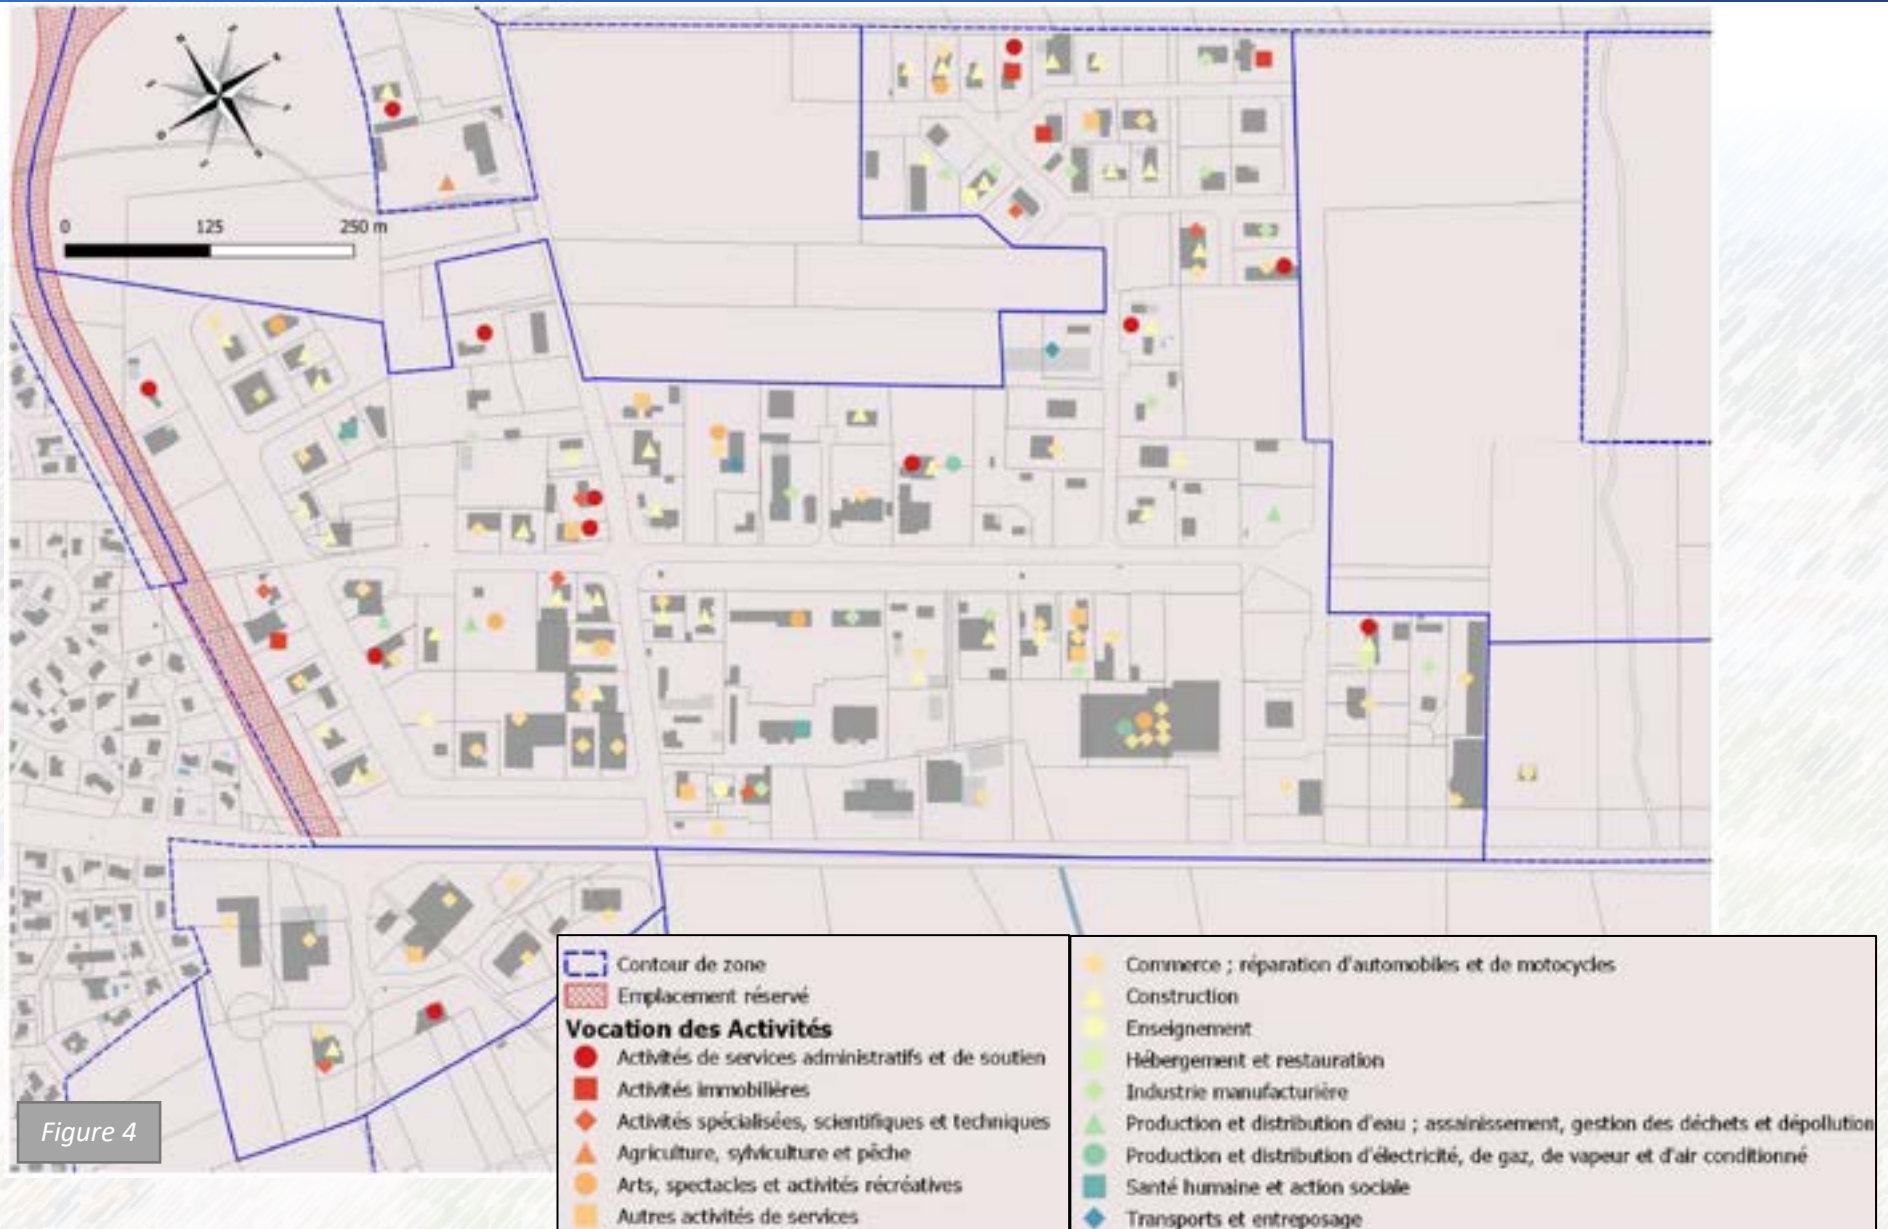 0 125 250 m
Contour de zone
Emplacement réservé
Vocation des Activités
Activités de services administratifs et de soutien
Activités immobilières
Activités spécialisées, scientifiques et techniques
Agriculture, sylviculture et pêche
Arts, spectacles et activités récréatives
Autres activités de services
Commerce ; réparation d'automobiles et de motocycles
Construction
Enseignement
Hébergement et restauration
Industrie manufacturière
Production et distribution d'eau ; assainissement, gestion des déchets et dépollution
Production et distribution d'électricité, de gaz, de vapeur et d'air conditionné
Santé humaine et action sociale
Transports et entreposage
Figure 4